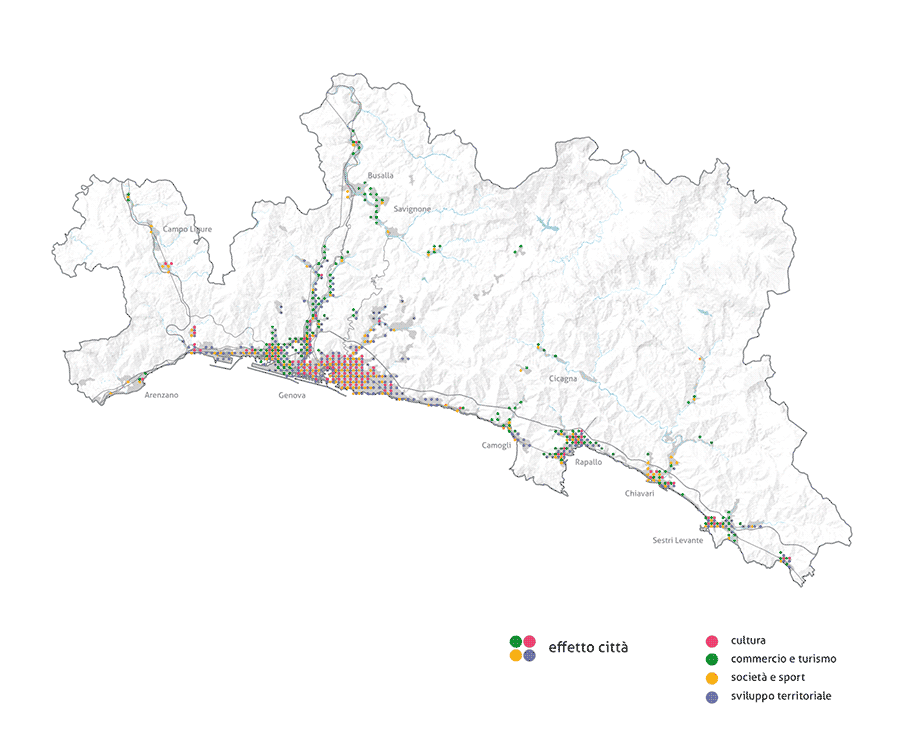 Busalla
Savignone
Campo Ligure
Arenzano
Genova
Cicagna
Camogli
Rapallo
Chiavari
Sestri Levante
effetto città
cultura
commercio e turismo
società e sport
sviluppo territoriale